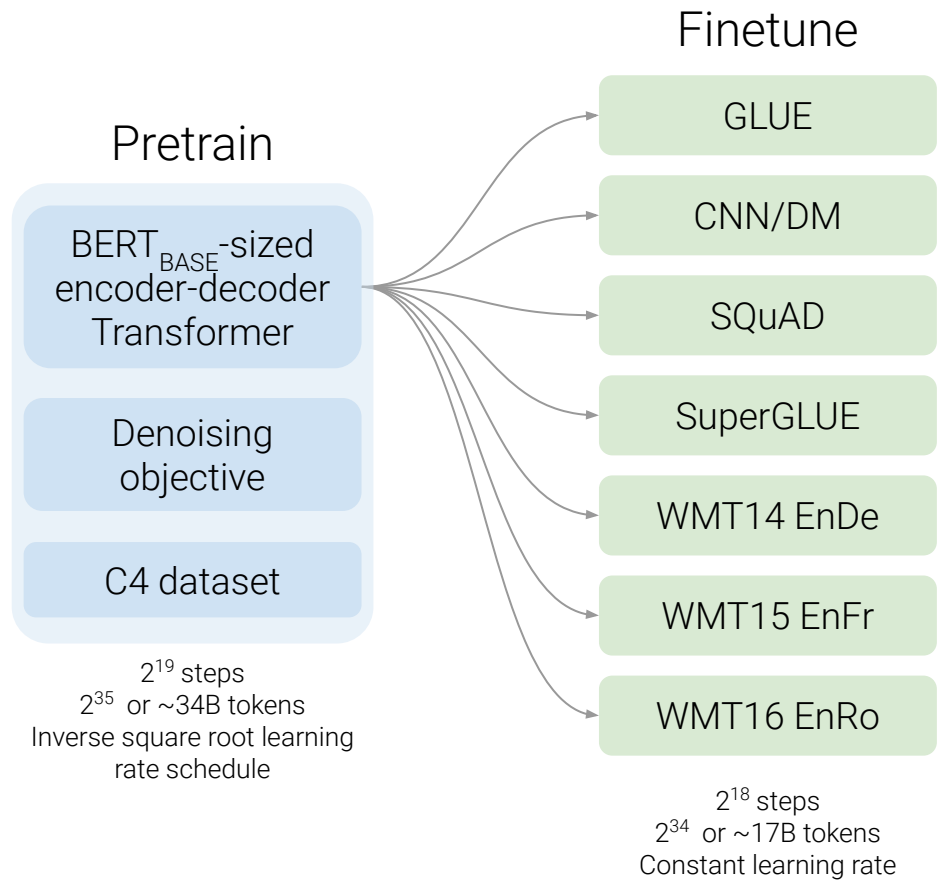 Pretrain
BERT_BASE-sized
encoder-decoder
Transformer
Denoising
objective
C4 dataset
2^19 steps
2^35 or ~34B tokens
Inverse square root learning
rate schedule
Finetune
GLUE
CNN/DM
SQuAD
SuperGLUE
WMT14 EnDe
WMT15 EnFr
WMT16 EnRo
2^18 steps
2^34 or ~17B tokens
Constant learning rate